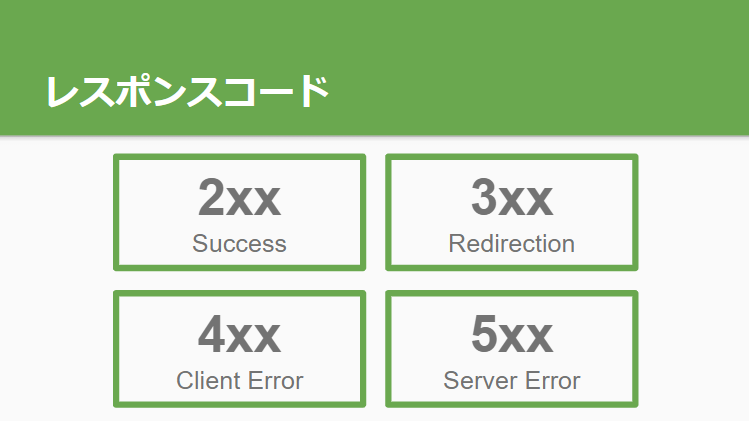 レスポンスコード
2xx
Success
3xx
Redirection
4xx
Client Error
5xx
Server Error